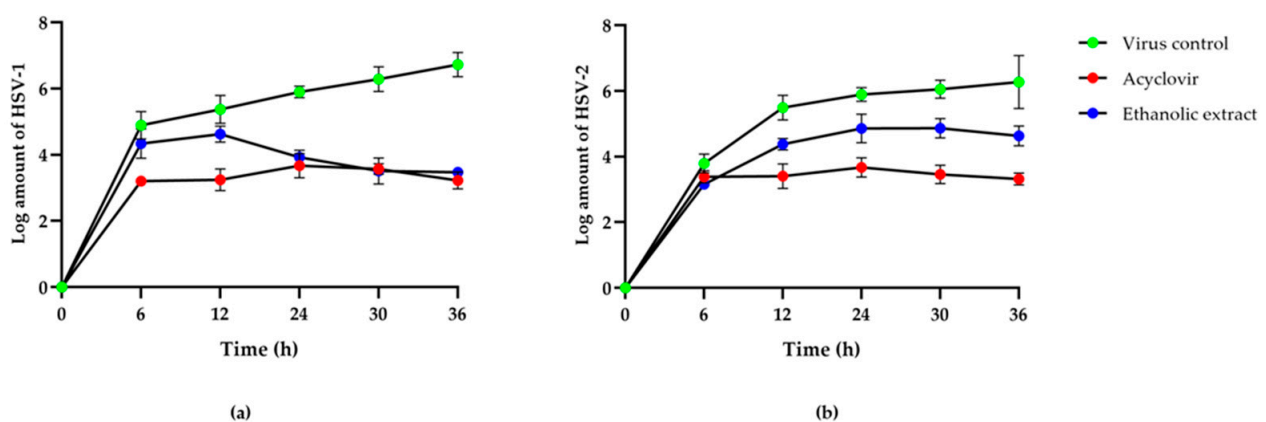 Log amount of HSV-1
8
6
4
2
0
0 6 12 24 30 36
Time (h)
(a)
Log amount of HSV-2
8
6
4
2
0
0 6 12 24 30 36
Time (h)
(b)
Virus control
Acyclovir
Ethanolic extract